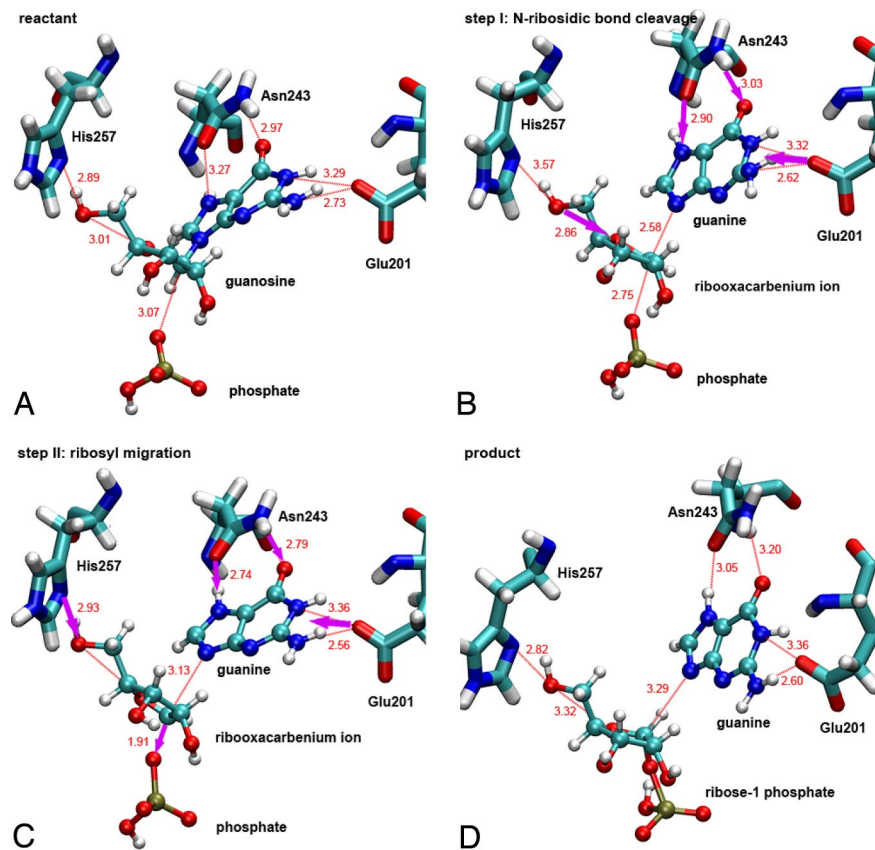 reactant
Asn243
His257
2.97
3.27
3.29
2.73
2.89
3.01
Glu201
guanosine
3.07
phosphate
A
step I: N-ribosidic bond cleavage
Asn243
His257
3.03
2.90
3.32
2.62
3.57
guanine
2.58
2.86
Glu201
ribooxacarbenium ion
2.75
phosphate
B
step II: ribosyl migration
Asn243
His257
2.79
2.74
2.93
3.36
2.56
3.13
guanine
Glu201
ribooxacarbenium ion
1.91
phosphate
C
product
Asn243
His257
3.20
3.05
2.82
3.36
2.60
3.29
3.32
guanine
Glu201
ribose-1 phosphate
D